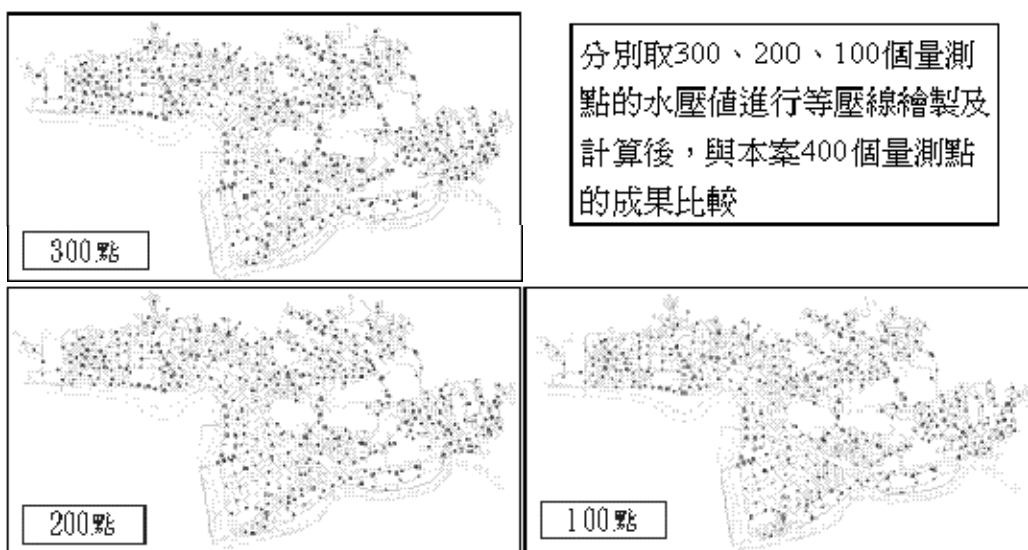 分別取300、200、100個量測
點的水壓值進行等壓線繪製及
計算後，與本案400個量測點
的成果比較
300點
200點
100點